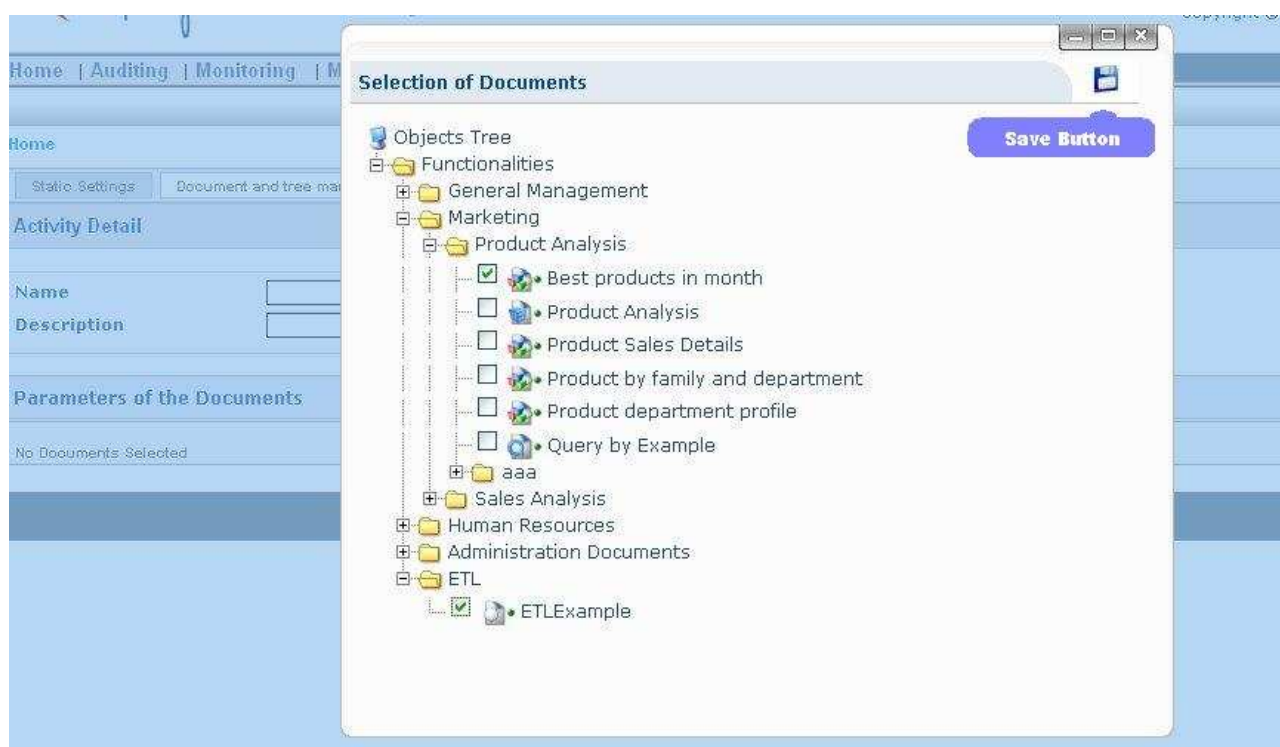 Copyright ©
Home | Auditing | Monitoring | M
Selection of Documents
Save Button
Home
Static Settings Document and tree ma
Activity Detail
Name
Description
Parameters of the Documents
No Documents Selected
Objects Tree
Functionalities
General Management
Marketing
Product Analysis
Best products in month
Product Analysis
Product Sales Details
Product by family and department
Product department profile
Query by Example
aaa
Sales Analysis
Human Resources
Administration Documents
ETL
ETLExample